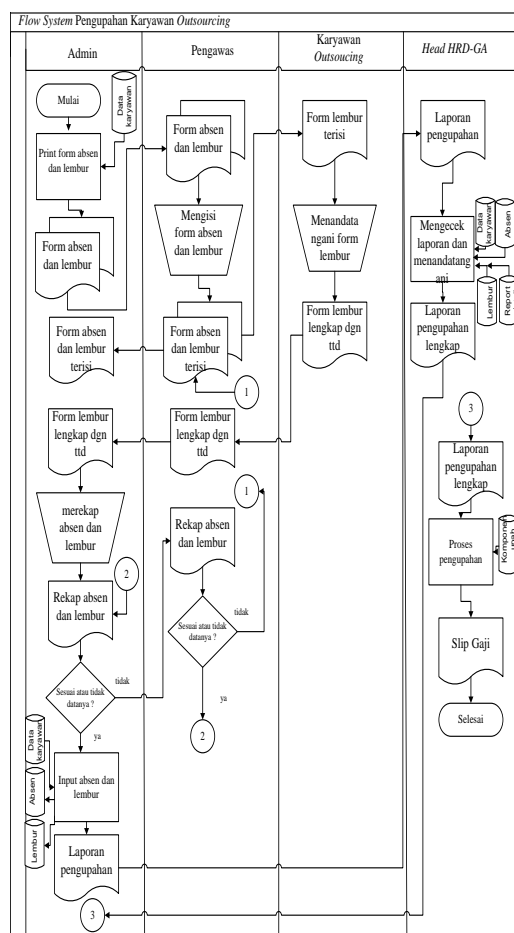 Flow System Pengupahan Karyawan Outsourcing
Admin
Pengawas
Karyawan
Outsoucing
Head HRD-GA
Mulai
Data
karyawan
Print form absen
dan lembur
Form absen
dan lembur
Form absen
dan lembur
terisi
Form lembur
lengkap dgn
ttd
merekap
absen dan
lembur
2
Rekap absen
dan lembur
Sesuai atau tidak
datanya ?
tidak
ya
Data
karyawan
Absen
Lembur
Input absen dan
lembur
Laporan
pengupahan
3
Form absen
dan lembur
Mengisi
form absen
dan lembur
Form absen
dan lembur
terisi
1
Form lembur
lengkap dgn
ttd
1
Rekap absen
dan lembur
Sesuai atau tidak
datanya ?
tidak
ya
2
Form lembur
terisi
Menandata
ngani form
lembur
Form lembur
lengkap dgn
ttd
Laporan
pengupahan
Mengecek
laporan dan
menandatang
ani
Data
karyawan
Absen
Lembur
Report
Laporan
pengupahan
lengkap
3
Laporan
pengupahan
lengkap
Proses
pengupahan
Komponen
upah
Slip Gaji
Selesai